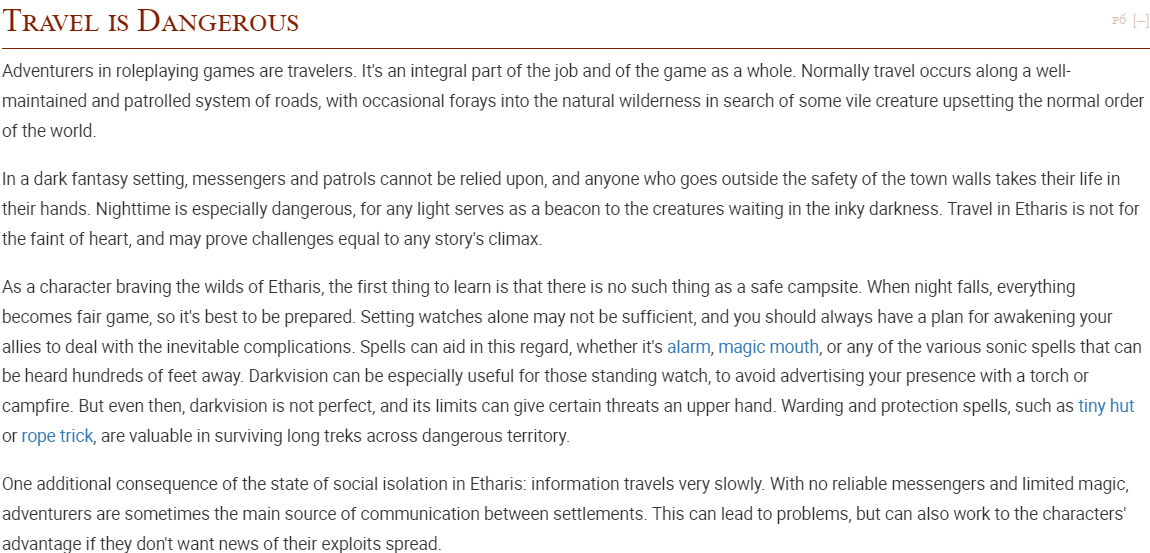 Travel is Dangerous
p6 [–]
Adventurers in roleplaying games are travelers. It's an integral part of the job and of the game as a whole. Normally travel occurs along a well-
maintained and patrolled system of roads, with occasional forays into the natural wilderness in search of some vile creature upsetting the normal order
of the world.
In a dark fantasy setting, messengers and patrols cannot be relied upon, and anyone who goes outside the safety of the town walls takes their life in
their hands. Nighttime is especially dangerous, for any light serves as a beacon to the creatures waiting in the inky darkness. Travel in Etharis is not for
the faint of heart, and may prove challenges equal to any story's climax.
As a character braving the wilds of Etharis, the first thing to learn is that there is no such thing as a safe campsite. When night falls, everything
becomes fair game, so it's best to be prepared. Setting watches alone may not be sufficient, and you should always have a plan for awakening your
allies to deal with the inevitable complications. Spells can aid in this regard, whether it's alarm, magic mouth, or any of the various sonic spells that can
be heard hundreds of feet away. Darkvision can be especially useful for those standing watch, to avoid advertising your presence with a torch or
campfire. But even then, darkvision is not perfect, and its limits can give certain threats an upper hand. Warding and protection spells, such as tiny hut
or rope trick, are valuable in surviving long treks across dangerous territory.
One additional consequence of the state of social isolation in Etharis: information travels very slowly. With no reliable messengers and limited magic,
adventurers are sometimes the main source of communication between settlements. This can lead to problems, but can also work to the characters'
advantage if they don't want news of their exploits spread.